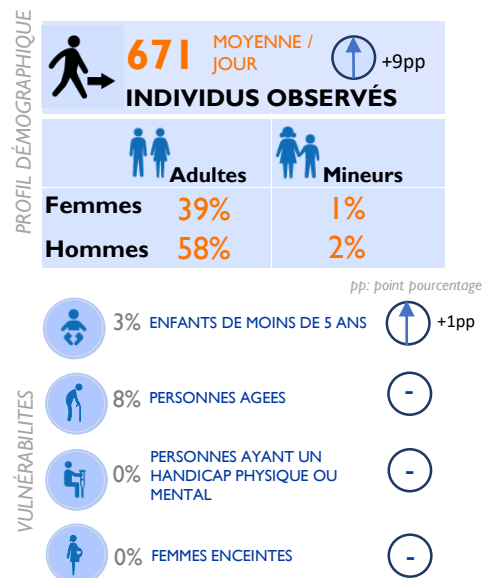 PROFIL DÉMOGRAPHIQUE
671 MOYENNE /
JOUR
+9pp
INDIVIDUS OBSERVÉS
Adultes Mineurs
Femmes 39% 1%
Hommes 58% 2%
pp: point pourcentage
VULNÉRABILITES
3% ENFANTS DE MOINS DE 5 ANS +1pp
8% PERSONNES AGEES -
0% PERSONNES AYANT UN
HANDICAP PHYSIQUE OU
MENTAL -
0% FEMMES ENCEINTES -